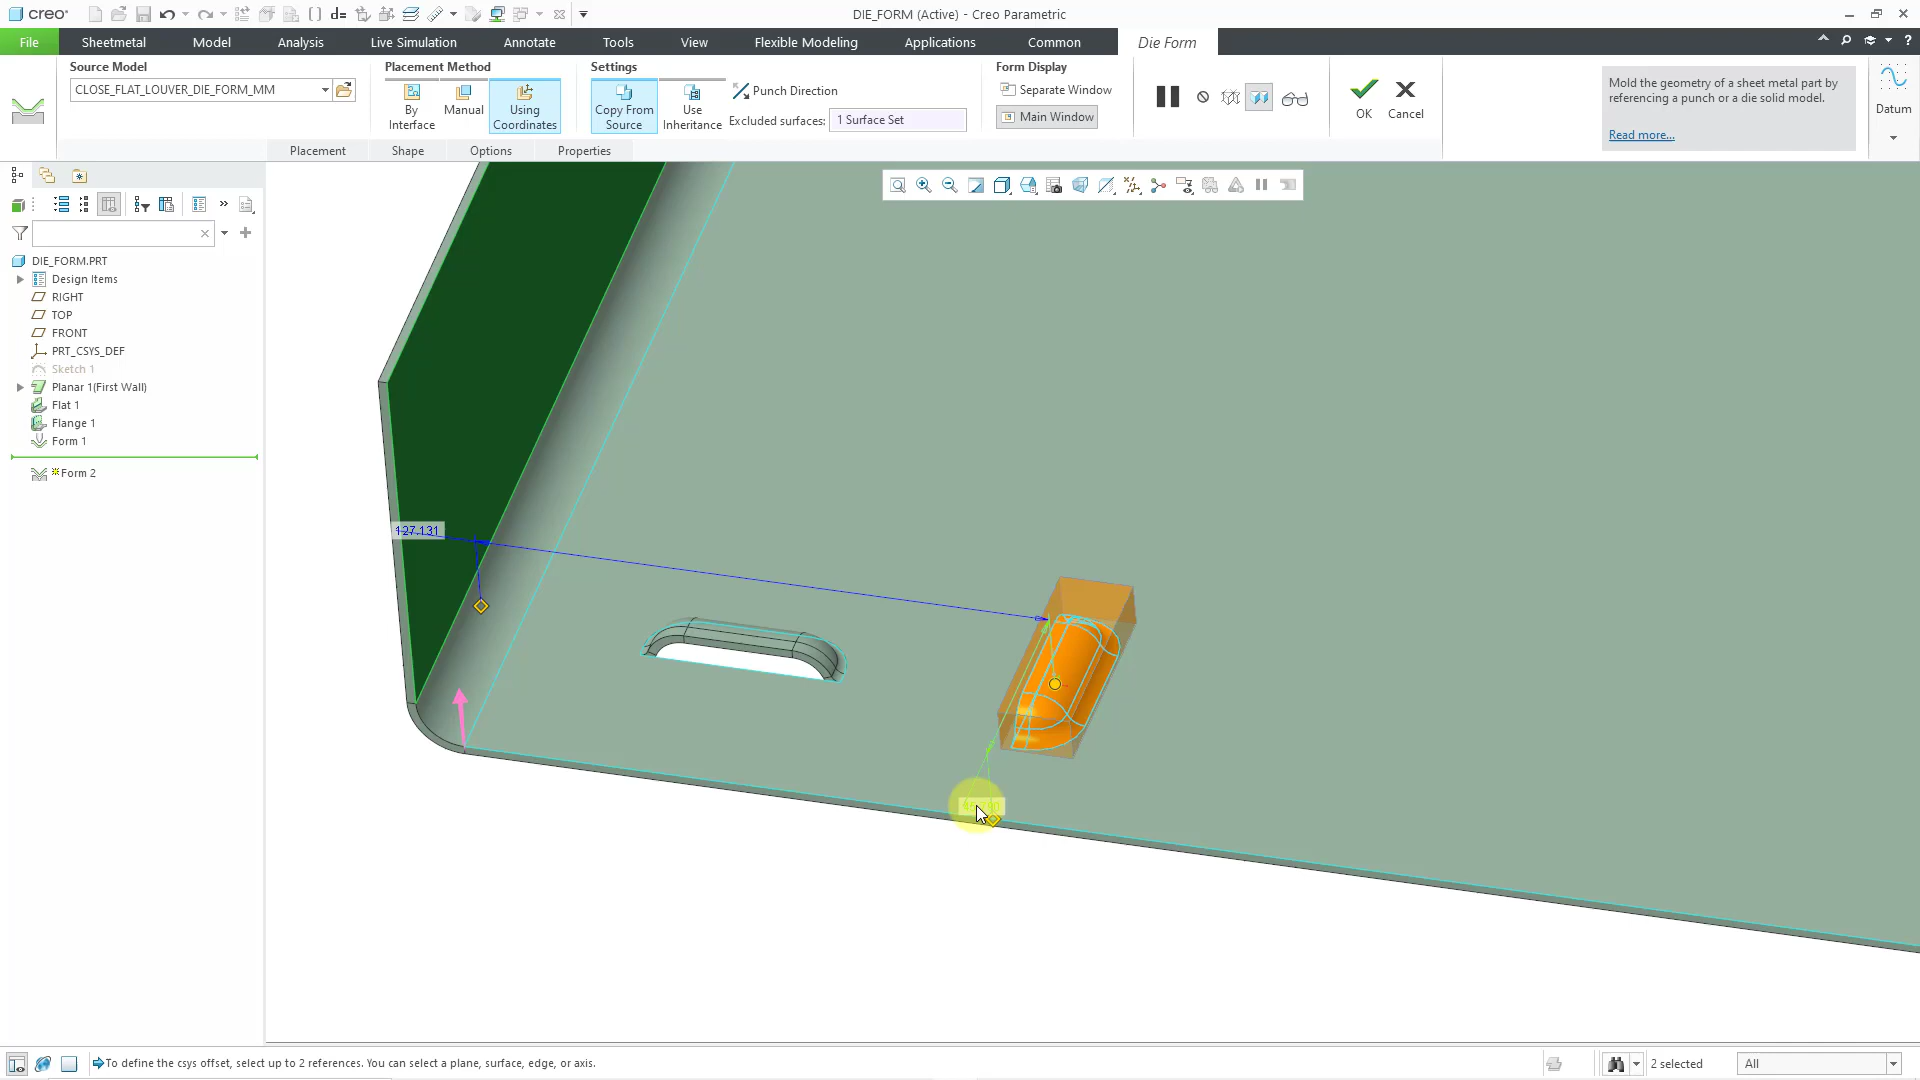 creo
DIE_FORM (Active) - Creo Parametric
File
Sheetmetal
Model
Analysis
Live Simulation
Annotate
Tools
View
Flexible Modeling
Applications
Common
Die Form
Source Model
Placement Method
Settings
Form Display
CLOSE_FLAT_LOUVER_DIE_FORM_MM
By Interface
Manual
Using Coordinates
Copy From Source
Use Inheritance
Punch Direction
Excluded surfaces:
1 Surface Set
Separate Window
Main Window
OK
Cancel
Mold the geometry of a sheet metal part by
referencing a punch or a die solid model.
Read more...
Datum
Placement
Shape
Options
Properties
DIE_FORM.PRT
Design Items
RIGHT
TOP
FRONT
PRT_CSYS_DEF
Sketch 1
Planar 1(First Wall)
Flat 1
Flange 1
Form 1
Form 2
127.131
To define the csys offset, select up to 2 references. You can select a plane, surface, edge, or axis.
2 selected
All